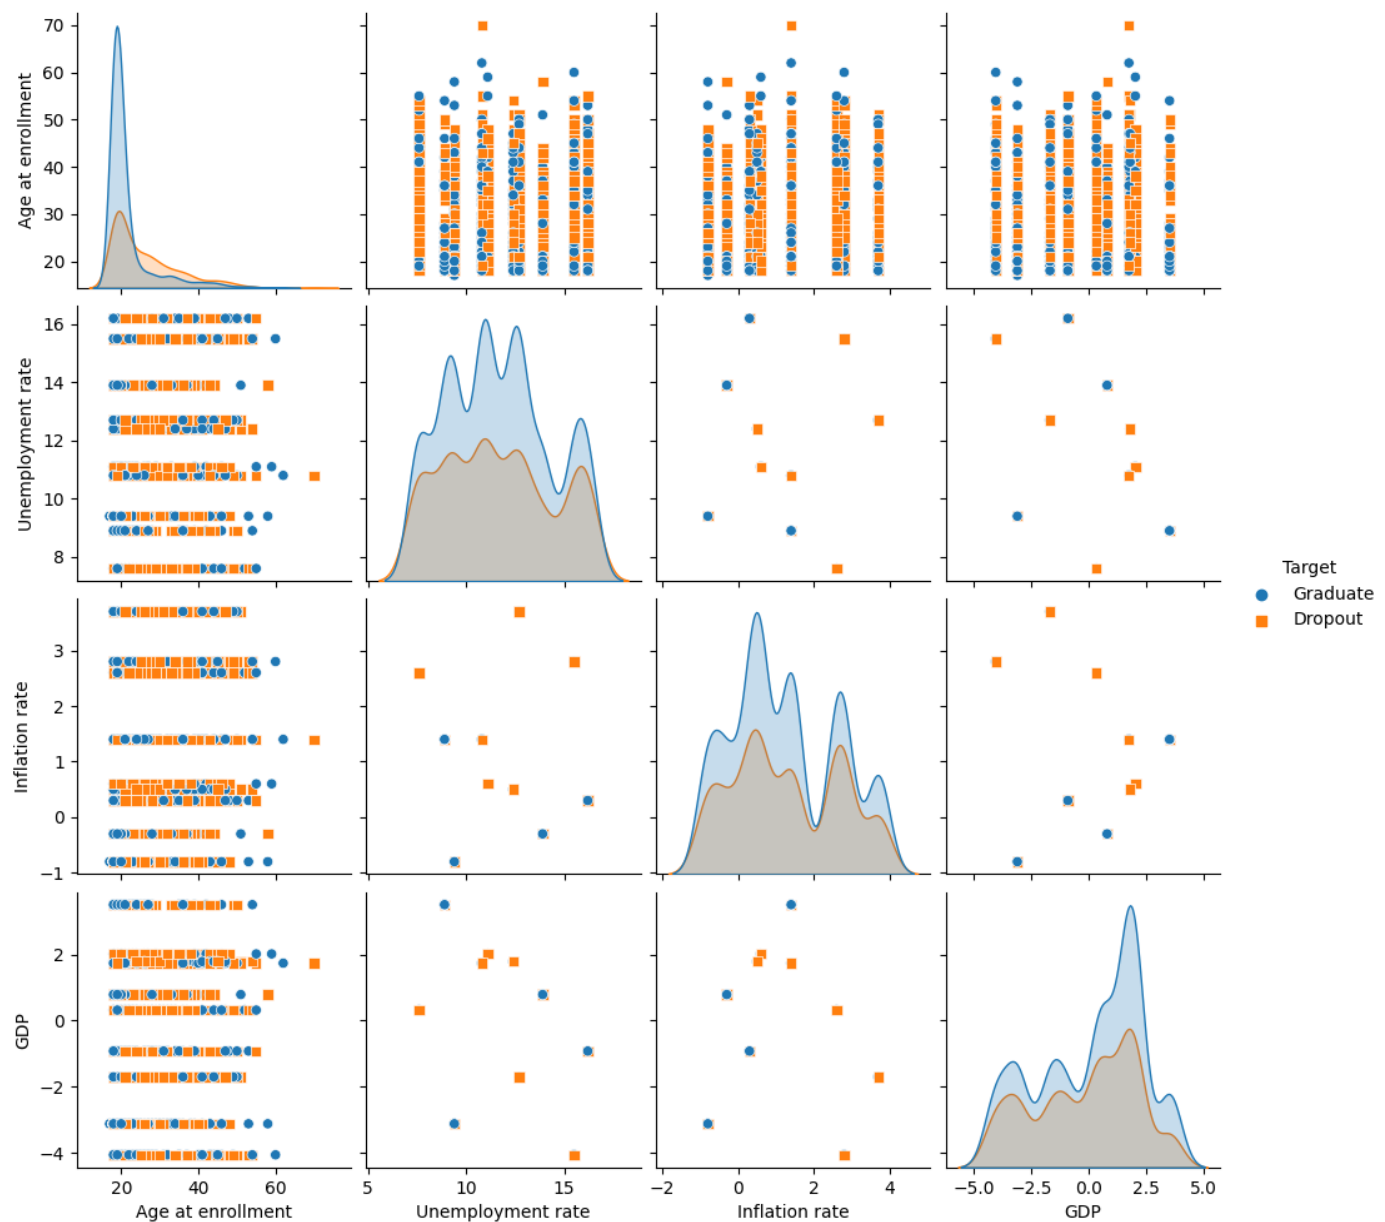 70
60
50
40
30
20
Age at enrollment
16
14
12
10
8
Unemployment rate
Target
Graduate
Dropout
3
2
1
0
−1
Inflation rate
2
0
−2
−4
GDP
20 40 60
5 10 15
−2 0 2 4
−5.0 −2.5 0.0 2.5 5.0
Age at enrollment
Unemployment rate
Inflation rate
GDP